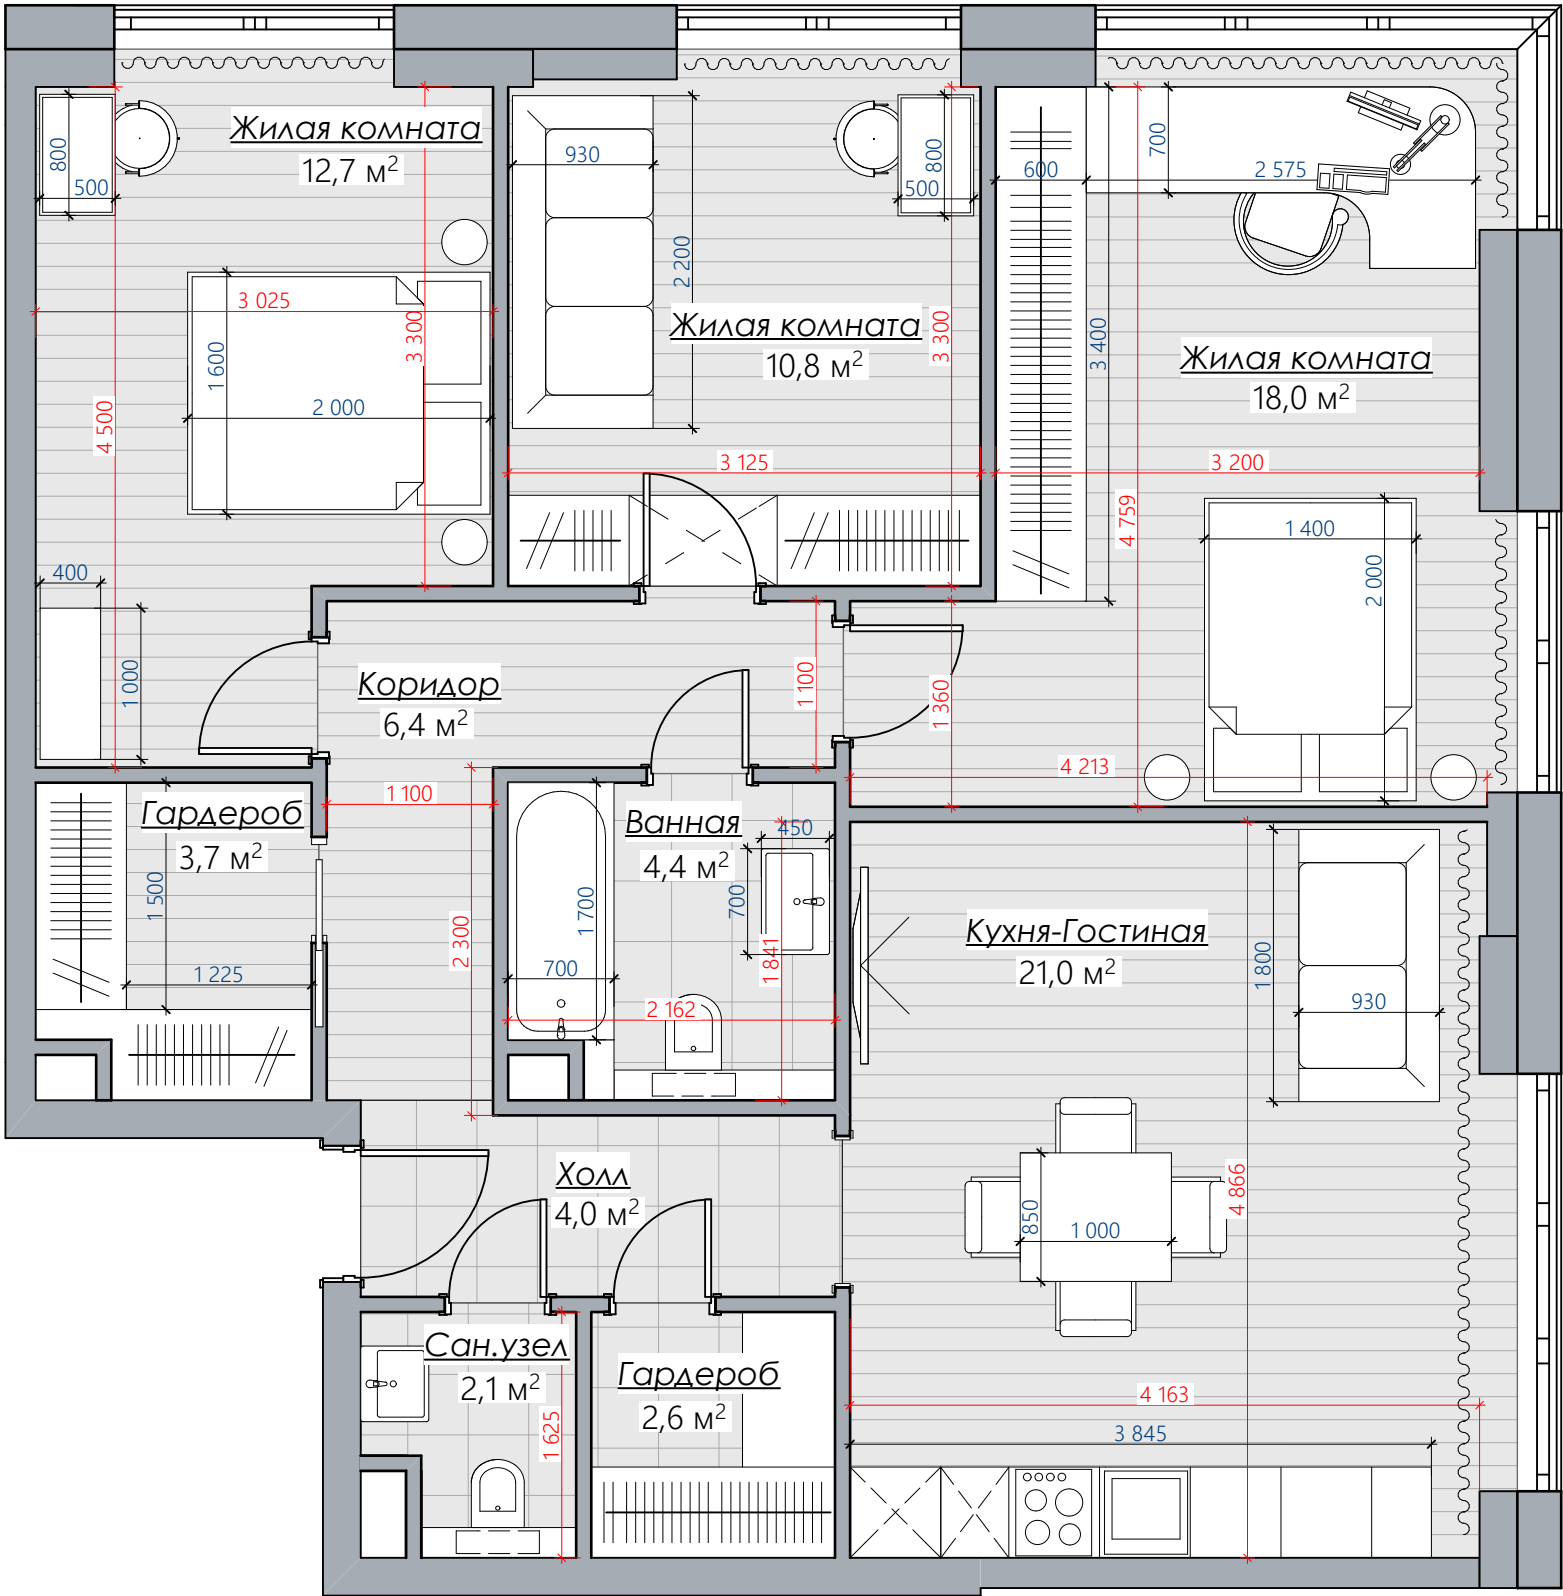 Жилая комната
12,7 м²
800
500
3 025
3 300
1 600
2 000
4 500
400
1 000
930
2 200
800
500
Жилая комната
10,8 м²
3 300
3 125
600
700
2 575
3 400
Жилая комната
18,0 м²
3 200
4 759
1 400
2 000
1 360
4 213
Коридор
6,4 м²
1 100
1 100
2 300
Гардероб
3,7 м²
1 500
1 225
Ванная
4,4 м²
450
700
1 700
700
1 841
2 162
Кухня-Гостиная
21,0 м²
1 800
930
4 866
850
1 000
4 163
3 845
Холл
4,0 м²
Сан.узел
2,1 м²
1 625
Гардероб
2,6 м²